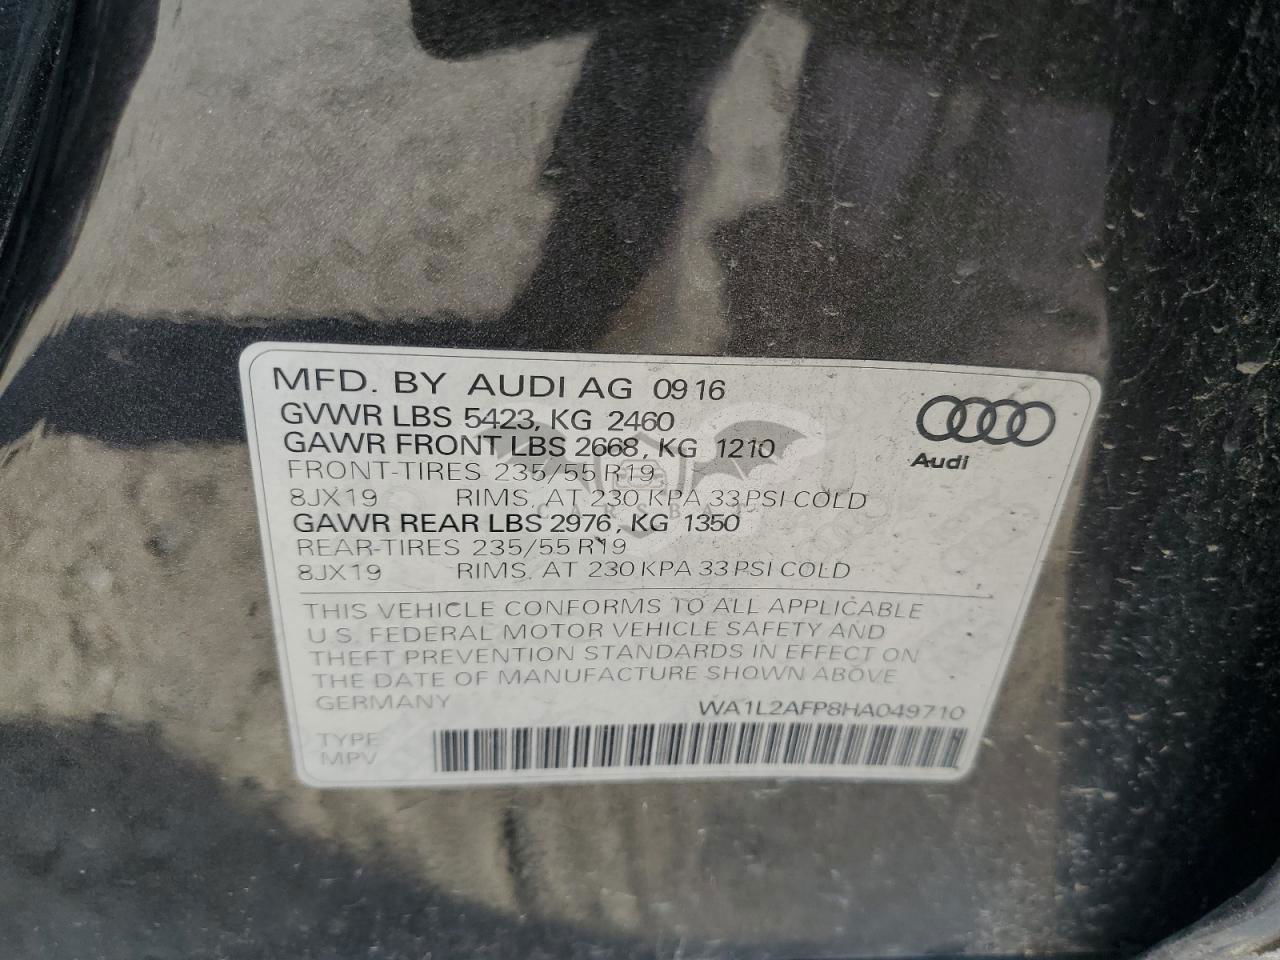 MFD. BY AUDI AG 0916
GVWR LBS 5423, KG 2460
GAWR FRONT LBS 2668, KG 1210
FRONT-TIRES 235/55 R19
8JX19 RIMS. AT 230 KPA 33 PSI COLD
GAWR REAR LBS 2976, KG 1350
REAR-TIRES 235/55 R19
8JX19 RIMS. AT 230 KPA 33 PSI COLD
Audi
CARSBAT
THIS VEHICLE CONFORMS TO ALL APPLICABLE
U.S. FEDERAL MOTOR VEHICLE SAFETY AND
THEFT PREVENTION STANDARDS IN EFFECT ON
THE DATE OF MANUFACTURE SHOWN ABOVE
GERMANY WA1L2AFP8HA049710
TYPE
MPV